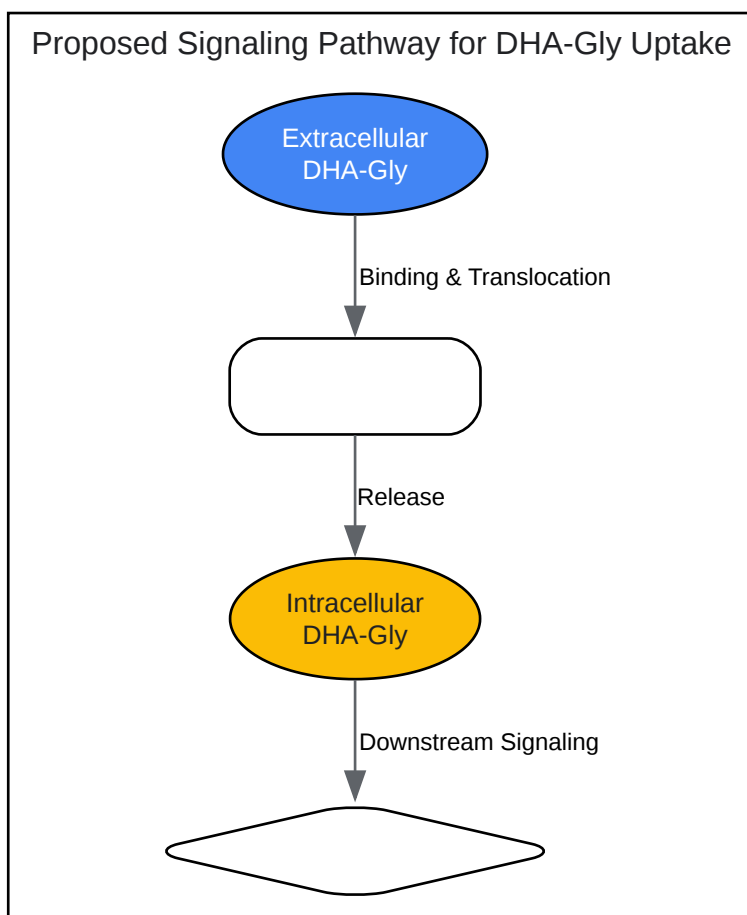 Proposed Signaling Pathway for DHA-Gly Uptake
Extracellular
DHA-Gly
Binding & Translocation
Release
Intracellular
DHA-Gly
Downstream Signaling